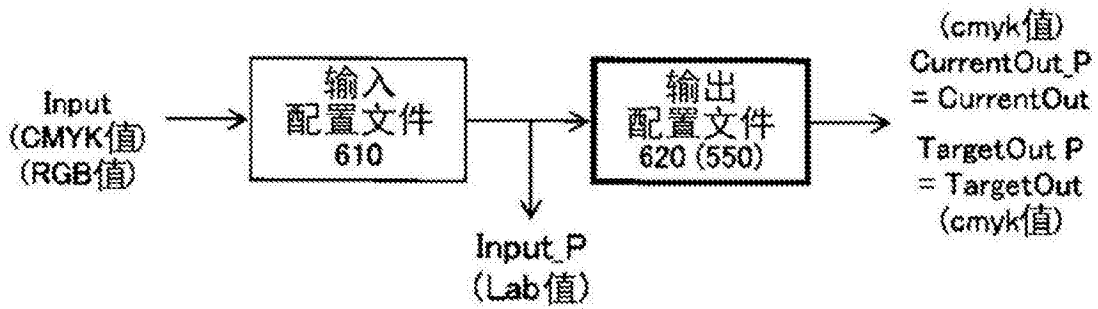 Input
(CMYK值)
(RGB值)
输入
配置文件
610
Input_P
(Lab值)
输出
配置文件
620 (550)
(cmyk值)
CurrentOut_P
= CurrentOut
TargetOut P
= TargetOut
(cmyk值)